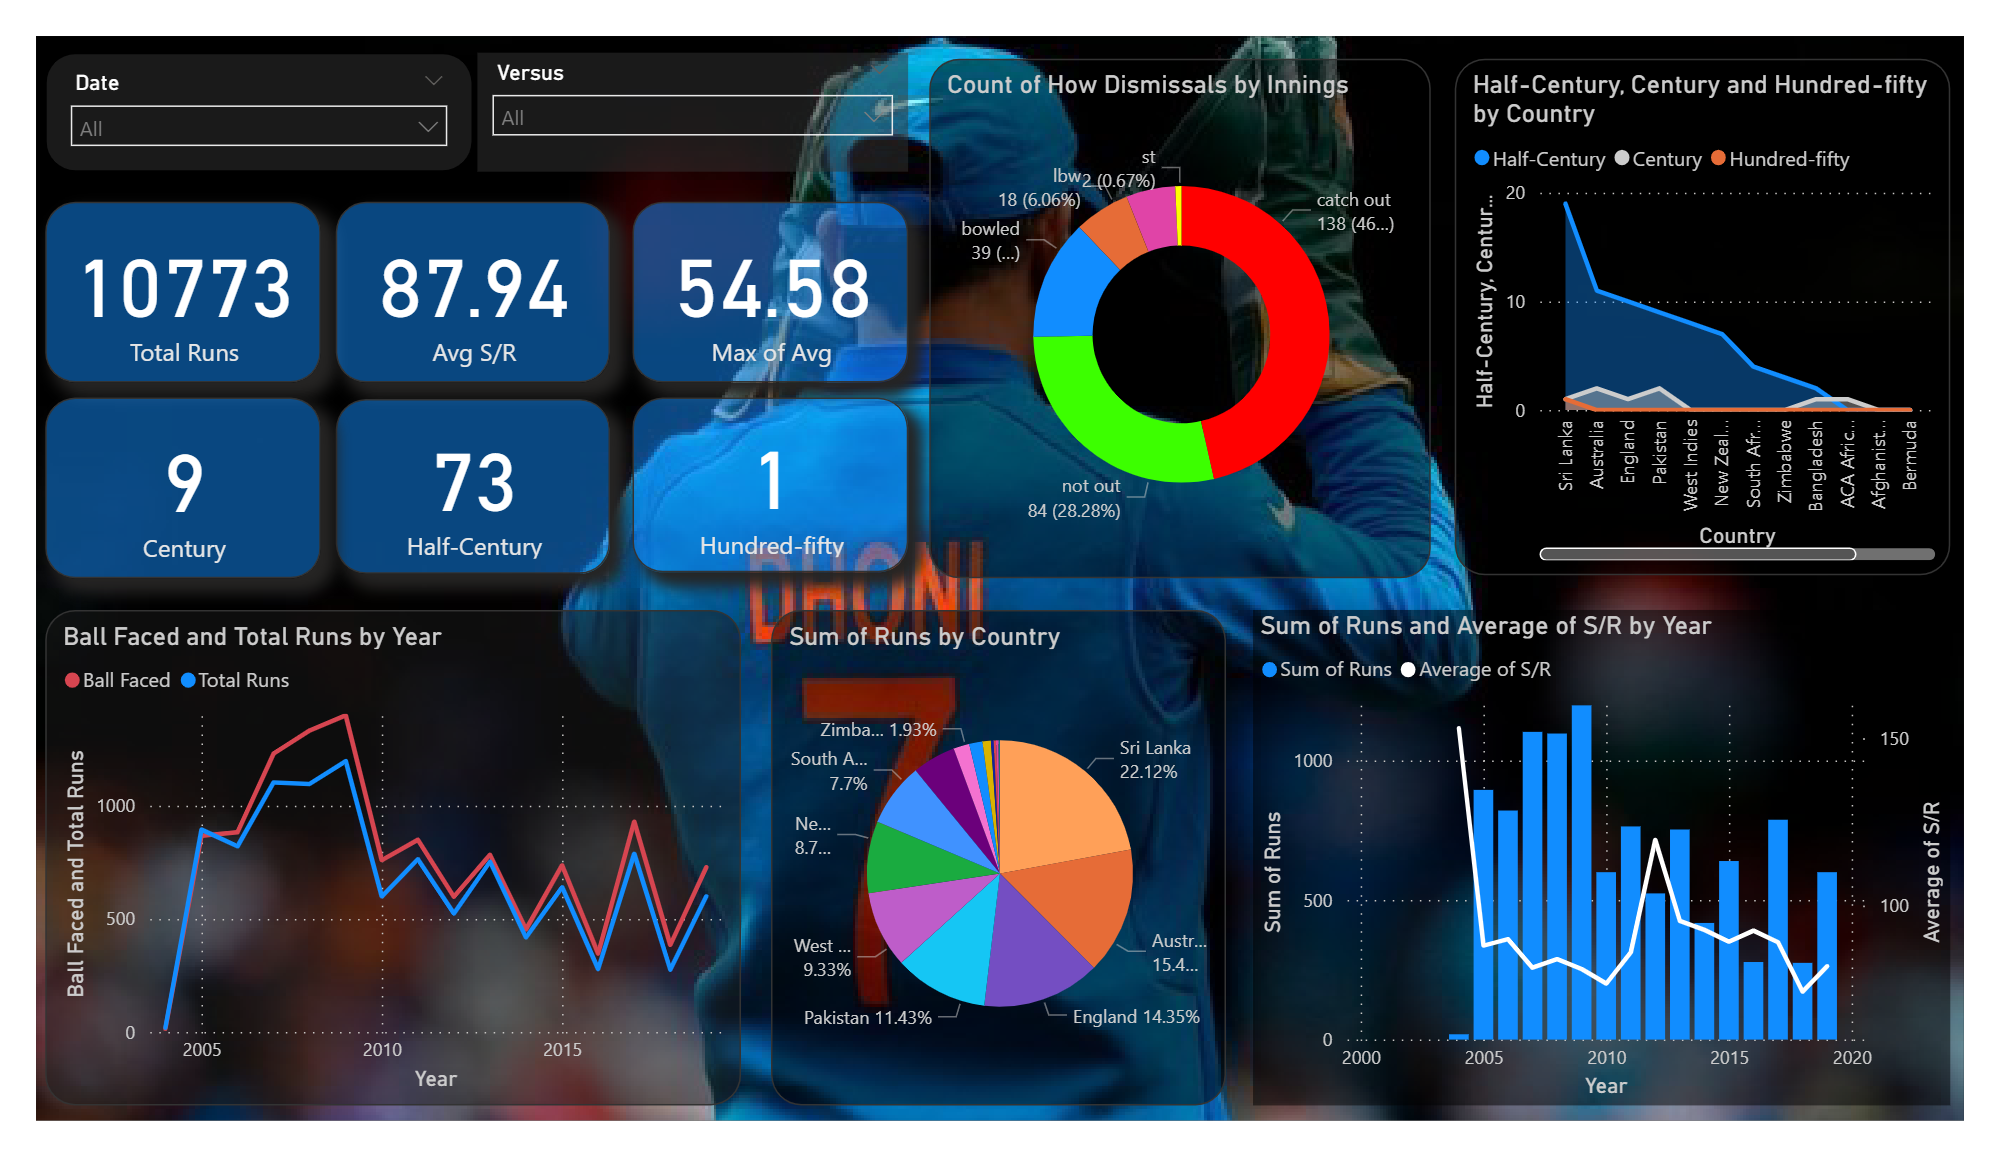 Date
All
Versus
All
10773
Total Runs
87.94
Avg S/R
54.58
Max of Avg
9
Century
73
Half-Century
1
Hundred-fifty
Count of How Dismissals by Innings
st
2 (0.67%)
lbw
18 (6.06%)
bowled
39 (...)
catch out
138 (46...)
not out
84 (28.28%)
Half-Century, Century and Hundred-fifty
by Country
Half-Century Century Hundred-fifty
Half-Century, Centur...
20
10
0
Sri Lanka
Australia
England
Pakistan
West Indies
New Zeal...
South Afr...
Zimbabwe
Bangladesh
ACA Afric...
Afghanist...
Bermuda
Country
DHONI
7
Ball Faced and Total Runs by Year
Ball Faced Total Runs
Ball Faced and Total Runs
1000
500
0
2005 2010 2015
Year
Sum of Runs by Country
Zimba... 1.93%
South A...
7.7%
Ne...
8.7...
West ...
9.33%
Pakistan 11.43%
Sri Lanka
22.12%
Austr...
15.4...
England 14.35%
Sum of Runs and Average of S/R by Year
Sum of Runs Average of S/R
Sum of Runs
1000
500
0
150
100
Average of S/R
2000 2005 2010 2015 2020
Year